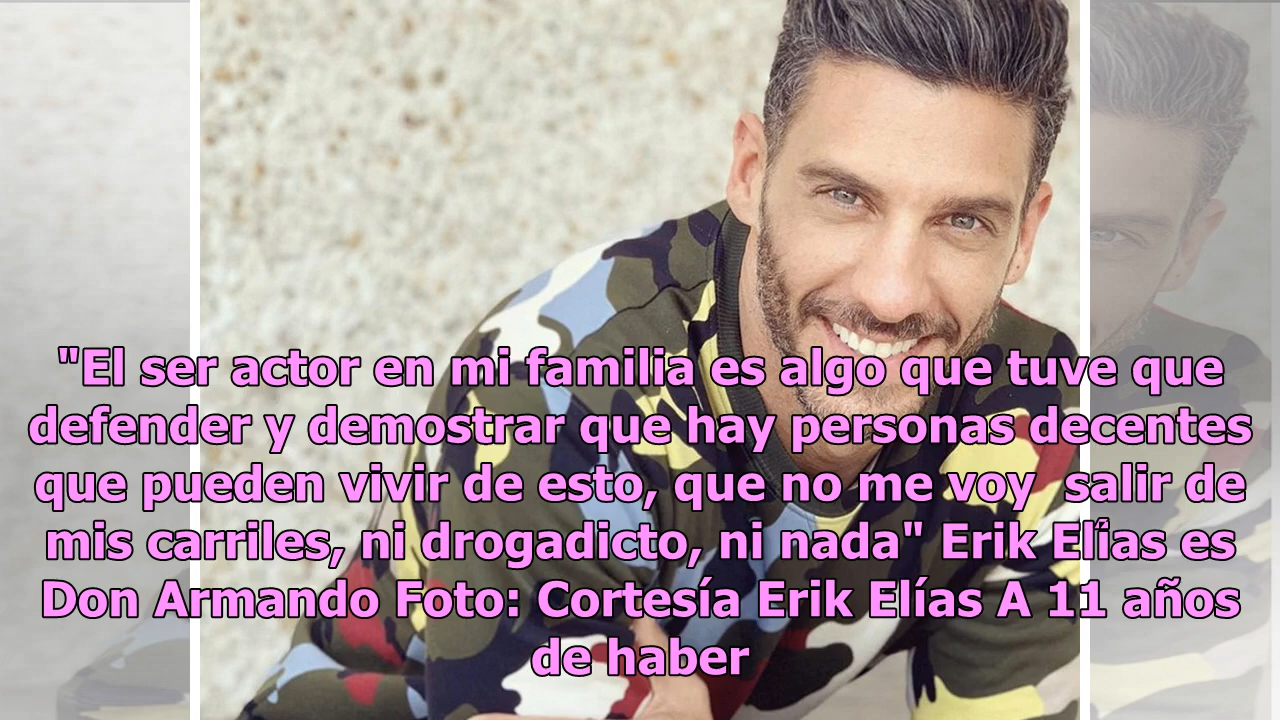 "El ser actor en mi familia es algo que tuve que
defender y demostrar que hay personas decentes
que pueden vivir de esto, que no me voy  salir de
mis carriles, ni drogadicto, ni nada" Erik Elías es
Don Armando Foto: Cortesía Erik Elías A 11 años
de haber